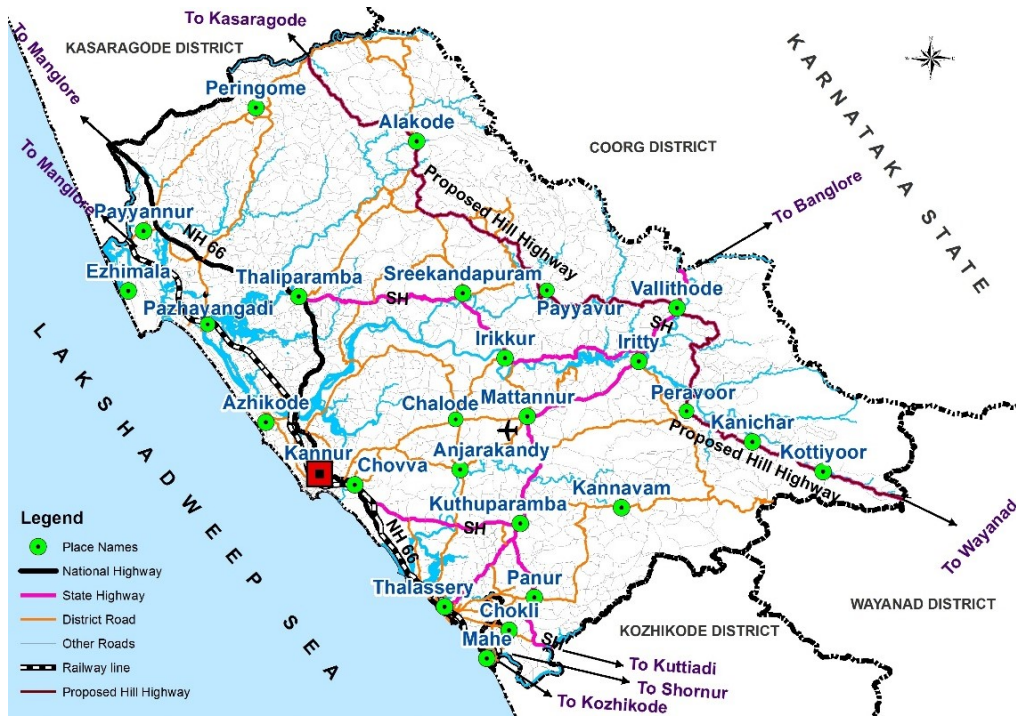 To Kasaragode
To Manglore
KASARAGODE DISTRICT
KARNATAKA STATE
Peringome
Alakode
COORG DISTRICT
To Manglore
Proposed Hill Highway
To Banglore
Payyannur
NH 66
Ezhimala
Thaliparamba
Sreekandapuram
Vallithode
Pazhayangadi
SH
Payyavur
SH
Irikkur
Iritty
LAKSHADWEEP SEA
Azhikode
Chalode
Mattannur
Peravoor
Kanichar
Kottiyoor
Proposed Hill Highway
Kannur
Chovva
Anjarakandy
Kannavam
Kuthuparamba
SH
NH 66
To Wayanad
Thalassery
Panur
Chokli
WAYANAD DISTRICT
KOZHIKODE DISTRICT
Mahe
SH
To Kuttiadi
To Shornur
To Kozhikode
Legend
Place Names
National Highway
State Highway
District Road
Other Roads
Railway line
Proposed Hill Highway